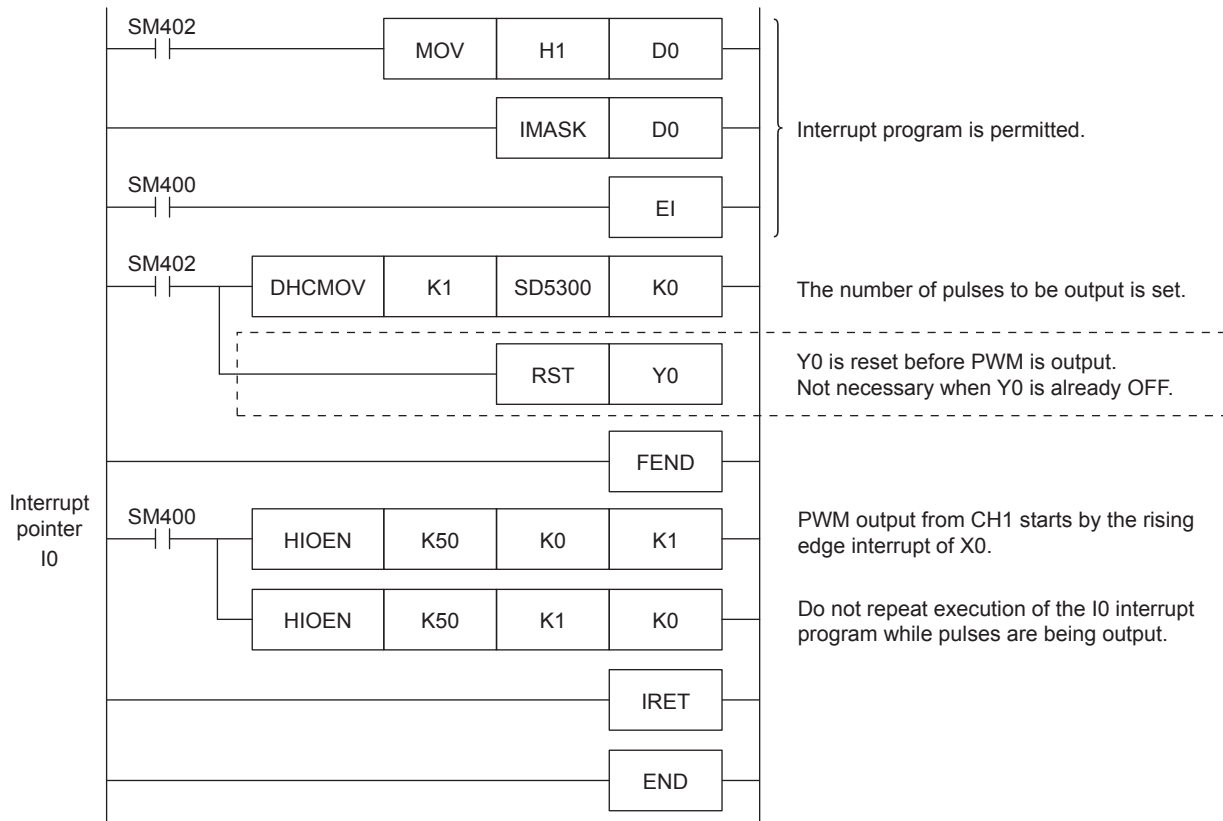 SM402
MOV H1 D0
IMASK D0
Interrupt program is permitted.
SM400
EI
SM402
DHCMOV K1 SD5300 K0
The number of pulses to be output is set.
RST Y0
Y0 is reset before PWM is output.
Not necessary when Y0 is already OFF.
FEND
Interrupt
pointer
I0
SM400
HIOEN K50 K0 K1
PWM output from CH1 starts by the rising
edge interrupt of X0.
HIOEN K50 K1 K0
Do not repeat execution of the I0 interrupt
program while pulses are being output.
IRET
END